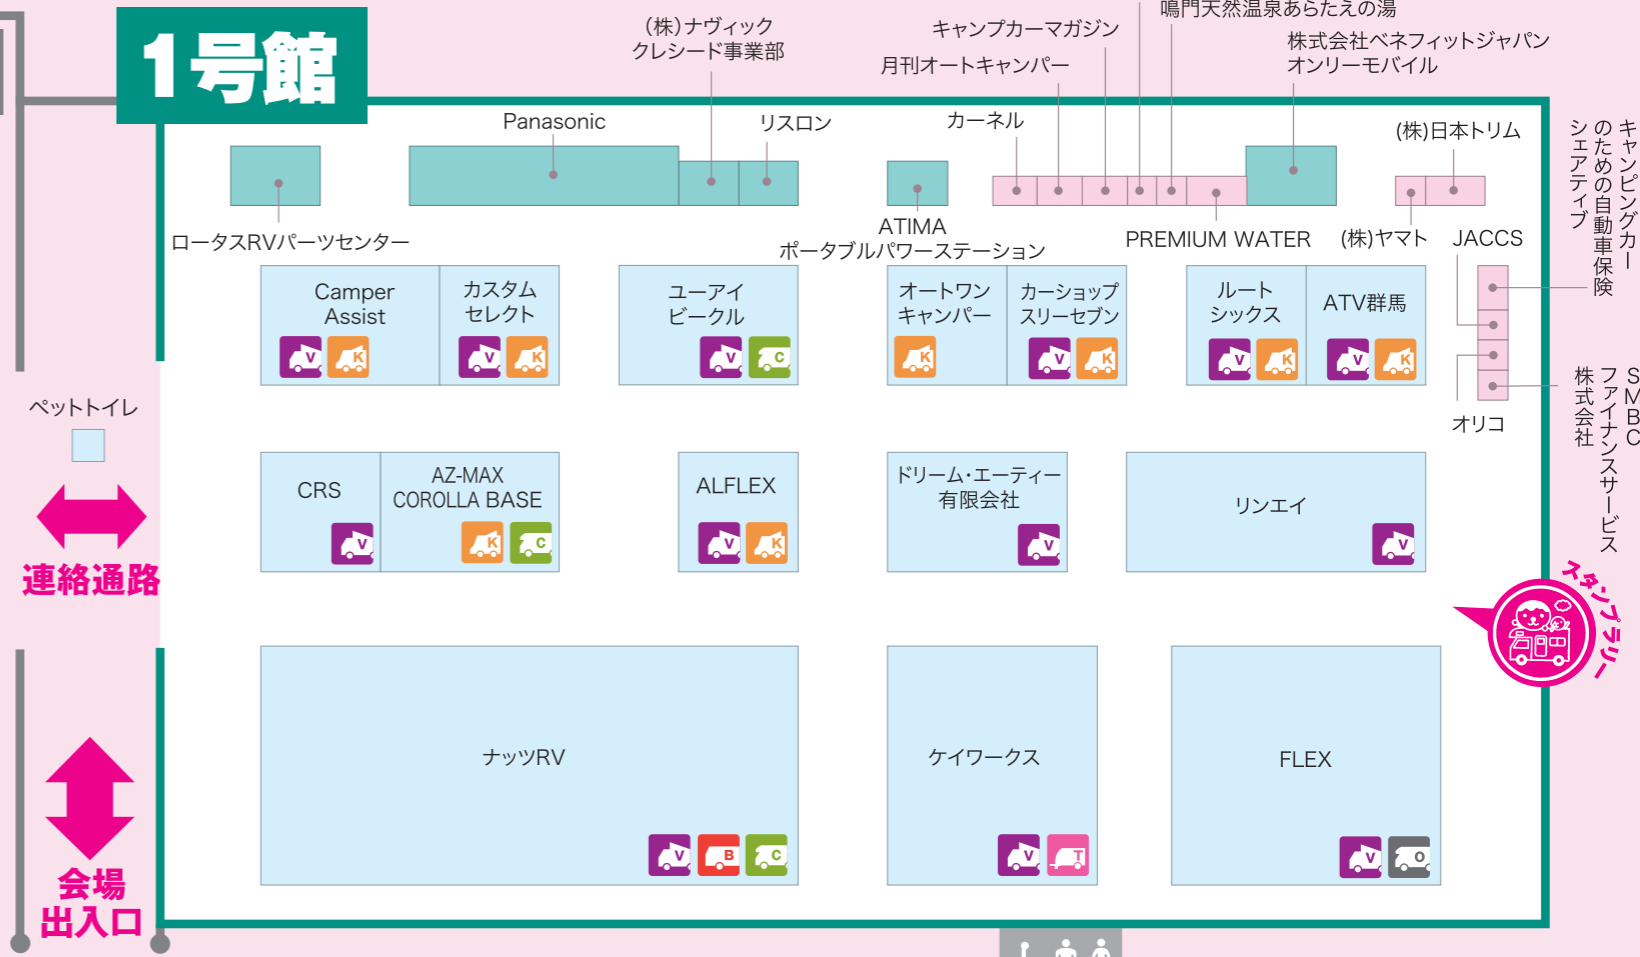 1号館
(株)ナヴィック
クレシード事業部
キャンプカーマガジン
月刊オートキャンパー
鳴門天然温泉あらたえの湯
株式会社ベネフィットジャパン
オンリーモバイル
Panasonic
リスロン
カーネル
(株)日本トリム
ロータスRVパーツセンター
ATIMA
ポータブルパワーステーション
PREMIUM WATER
(株)ヤマト
JACCS
キャンピングカー
のための自動車保険
シェアティブ
Camper
Assist
V
K
カスタム
セレクト
V
K
ユーアイ
ビークル
V
C
オートワン
キャンパー
K
カーショップ
スリーセブン
V
K
ルート
シックス
V
K
ATV群馬
V
K
オリコ
SMBC
ファイナンスサービス
株式会社
ペットトイレ
連絡通路
CRS
V
AZ-MAX
COROLLA BASE
K
C
ALFLEX
V
K
ドリーム・エーティー
有限会社
V
リンエイ
V
スタンプラリー
ナッツRV
V
B
C
ケイワークス
V
T
FLEX
V
O
会場
出入口